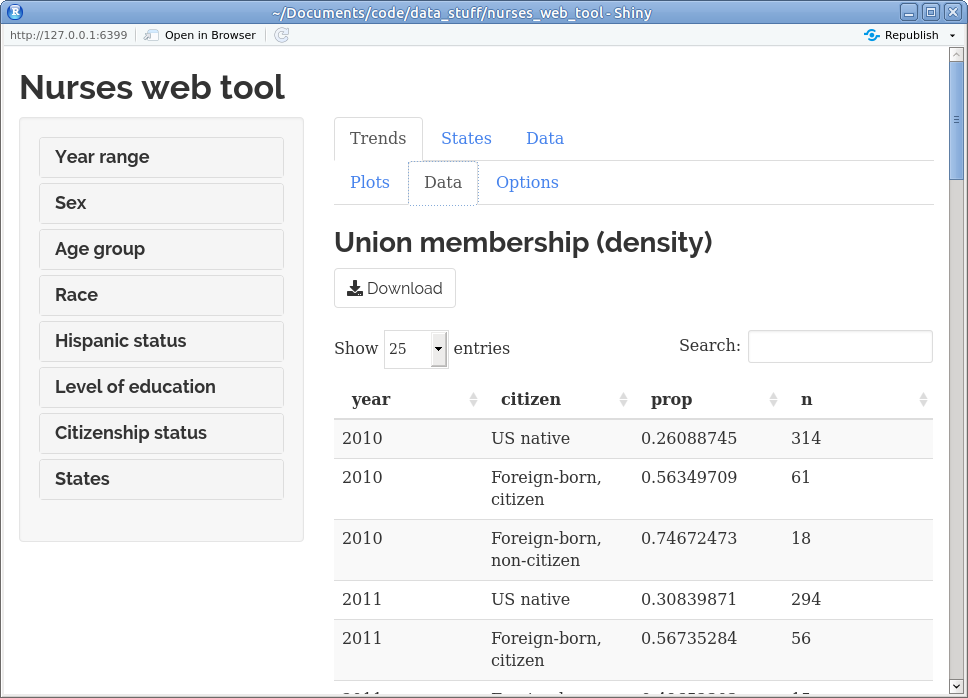 ~/Documents/code/data_stuff/nurses_web_tool - Shiny
http://127.0.0.1:6399 Open in Browser Republish
Nurses web tool
Year range
Sex
Age group
Race
Hispanic status
Level of education
Citizenship status
States
Trends States Data
Plots Data Options
Union membership (density)
Download
Show 25 entries Search:
year citizen prop n
2010 US native 0.26088745 314
2010 Foreign-born, citizen 0.56349709 61
2010 Foreign-born, non-citizen 0.74672473 18
2011 US native 0.30839871 294
2011 Foreign-born, citizen 0.56735284 56